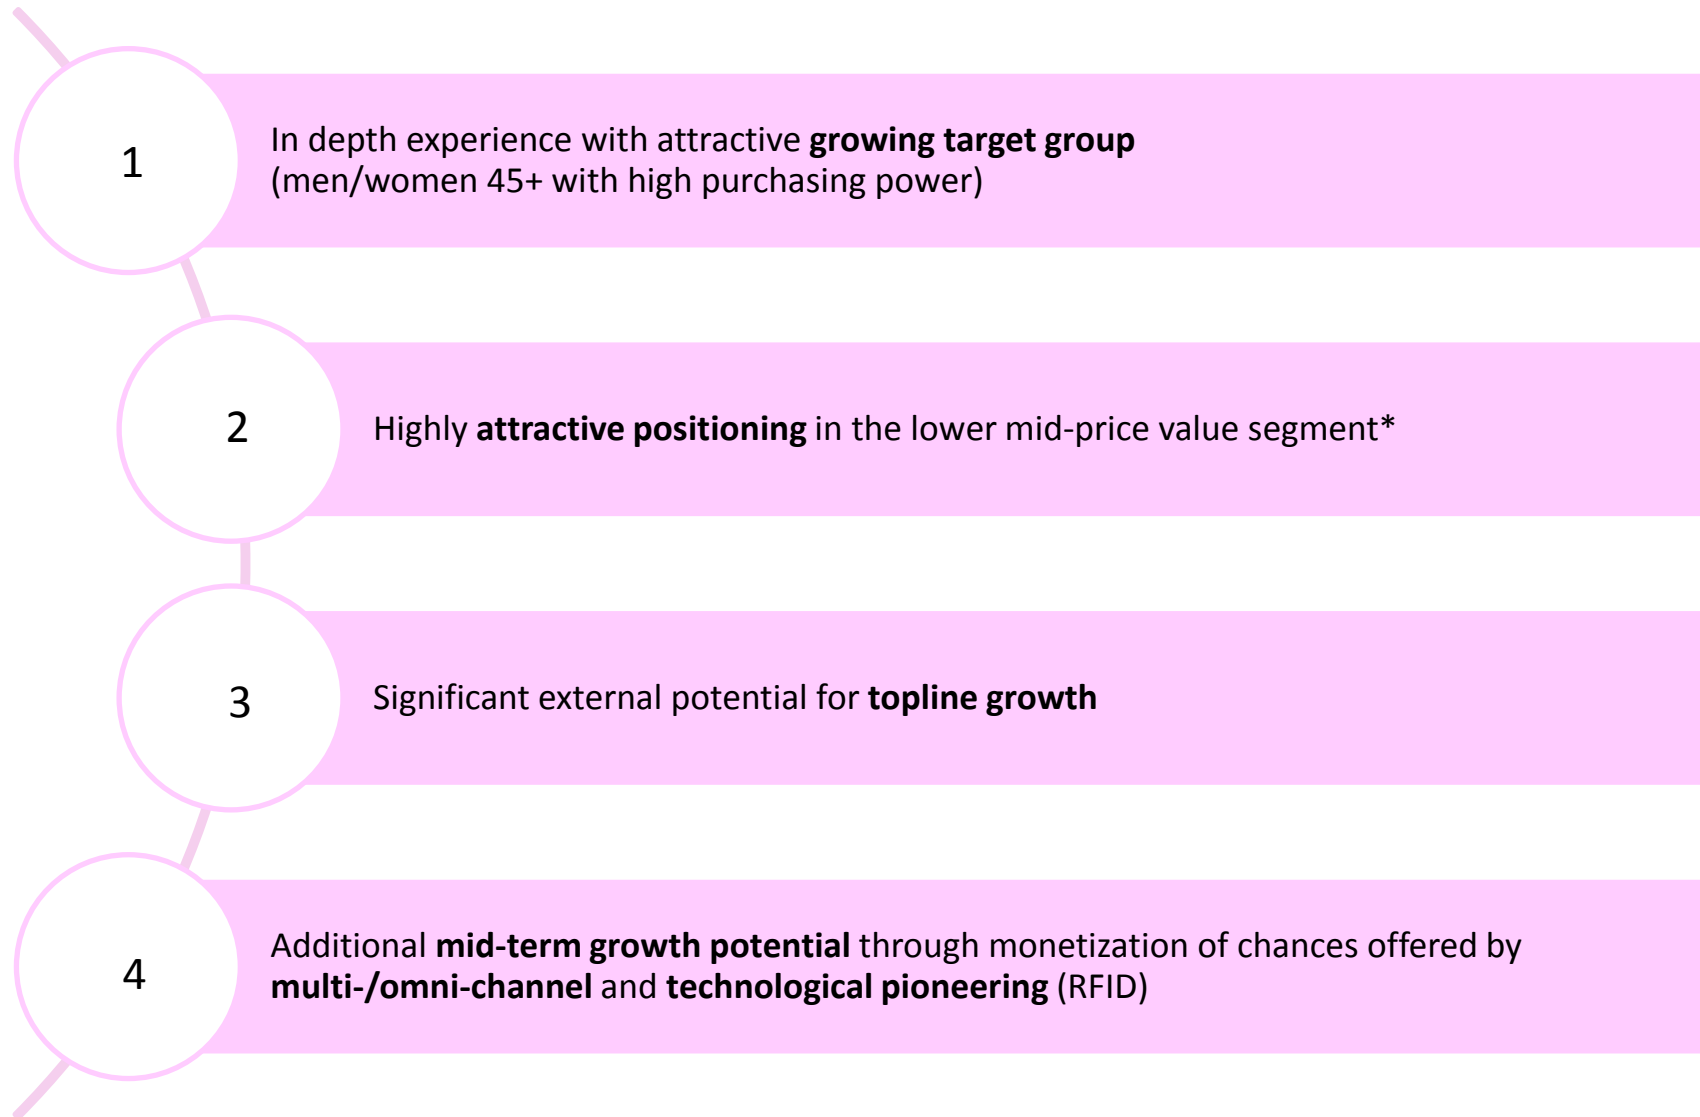 1
In depth experience with attractive growing target group
(men/women 45+ with high purchasing power)
2
Highly attractive positioning in the lower mid-price value segment*
3
Significant external potential for topline growth
4
Additional mid-term growth potential through monetization of chances offered by
multi-/omni-channel and technological pioneering (RFID)